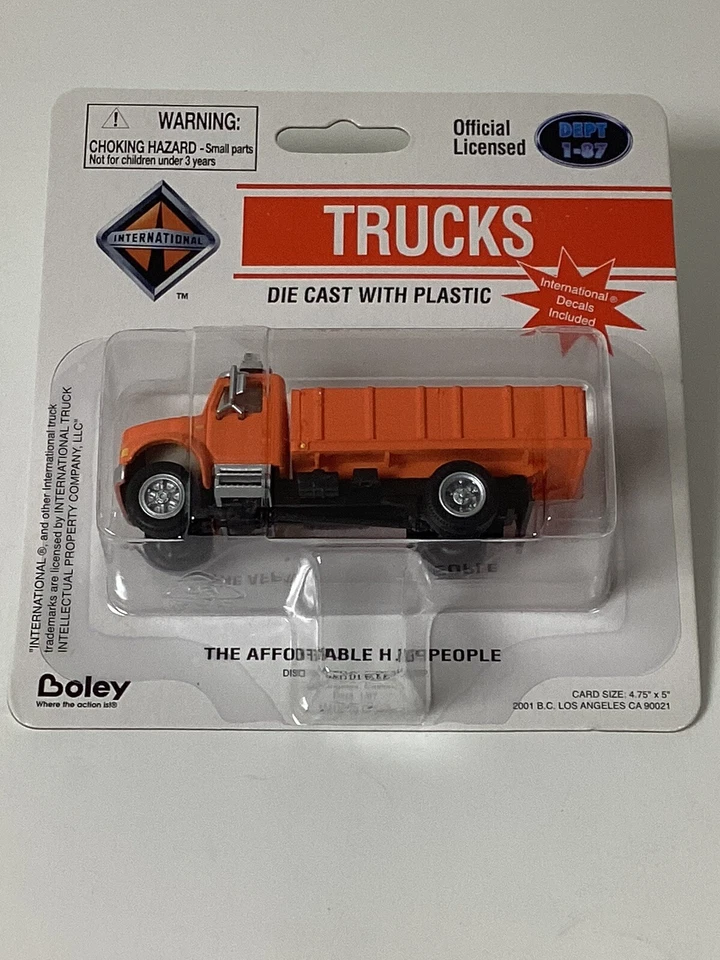 WARNING:
CHOKING HAZARD - Small parts
Not for children under 3 years
Official
Licensed
DEPT
1-87
INTERNATIONAL
™
TRUCKS
DIE CAST WITH PLASTIC
International®
Decals
Included
"INTERNATIONAL®, and other International truck
trademarks are licensed by INTERNATIONAL TRUCK
INTELLECTUAL PROPERTY COMPANY, LLC"
THE PEOPLE
Boley
Where the action is!®
CARD SIZE: 4.75" x 5"
2001 B.C. LOS ANGELES CA 90021